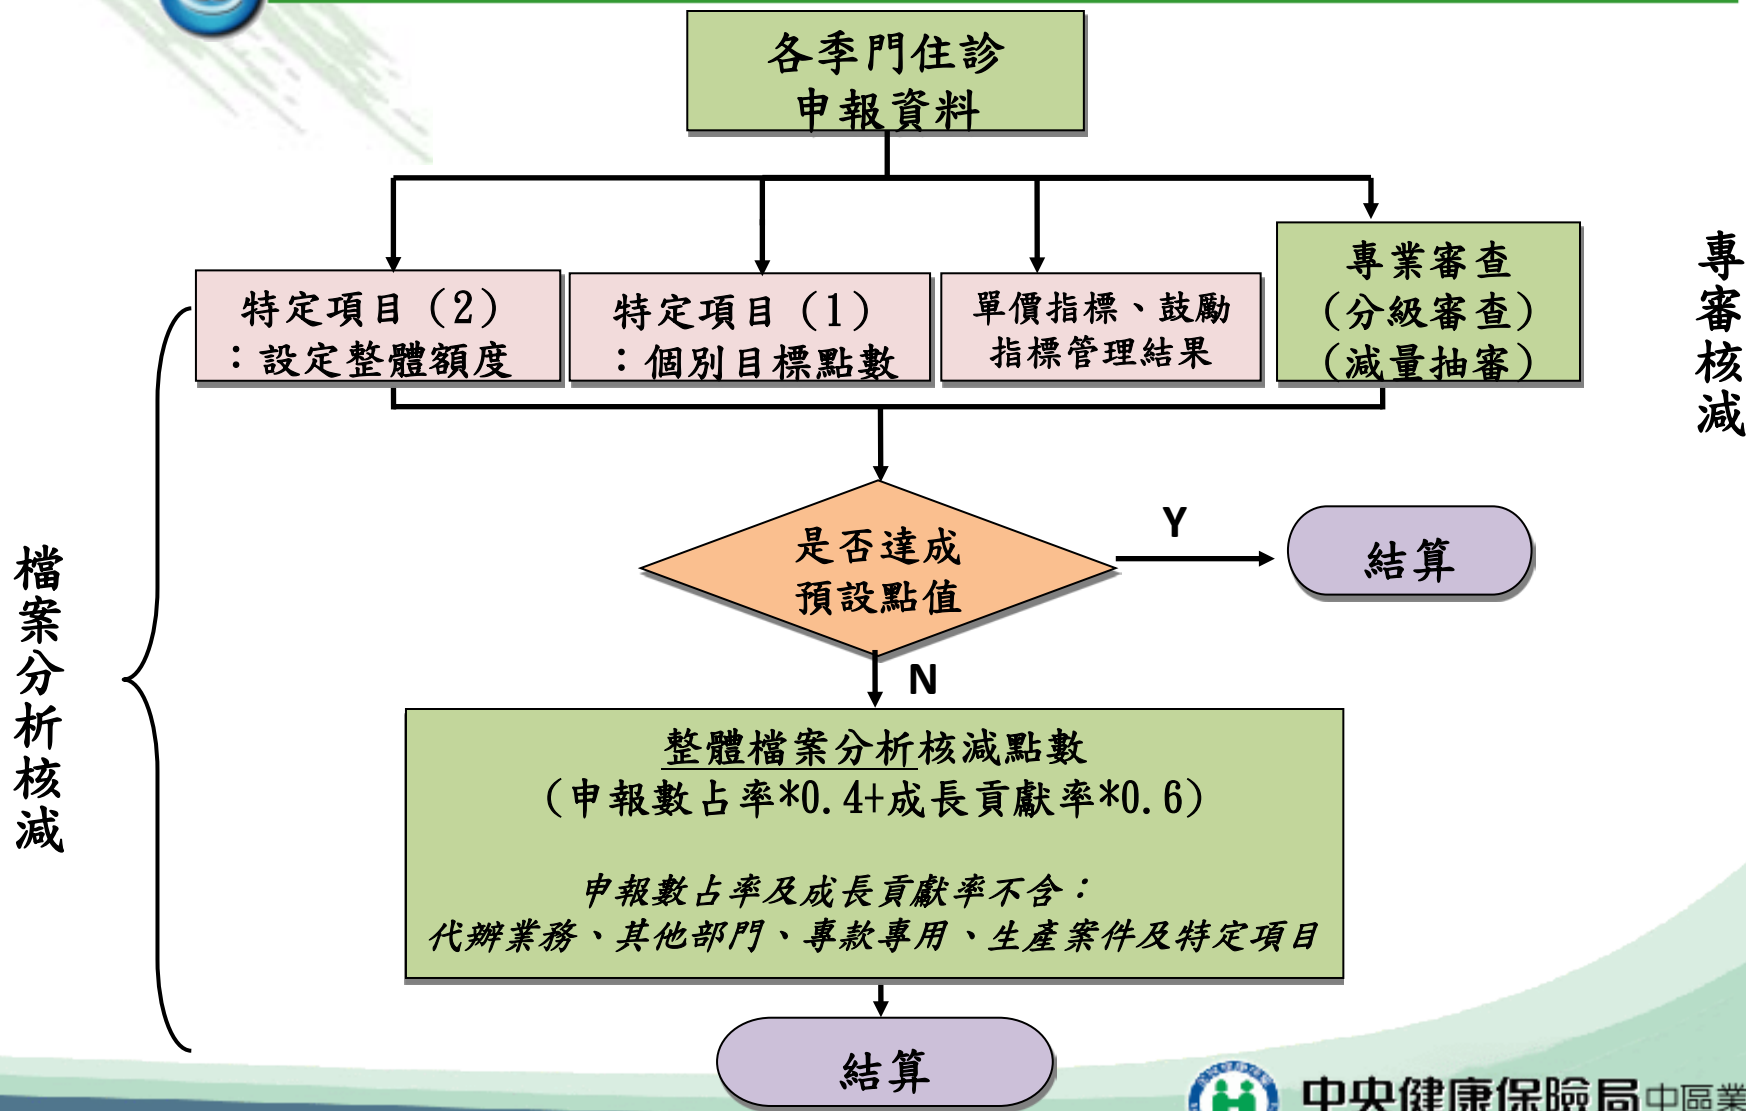 各季門住診
申報資料
特定項目（2）
：設定整體額度
特定項目（1）
：個別目標點數
單價指標、鼓勵
指標管理結果
專業審查
（分級審查）
（減量抽審）
專審核減
檔案分析核減
是否達成
預設點值
Y
結算
N
整體檔案分析核減點數
（申報數占率*0.4+成長貢獻率*0.6）
申報數占率及成長貢獻率不含：
代辦業務、其他部門、專款專用、生產案件及特定項目
結算
中央健康保險局中區業